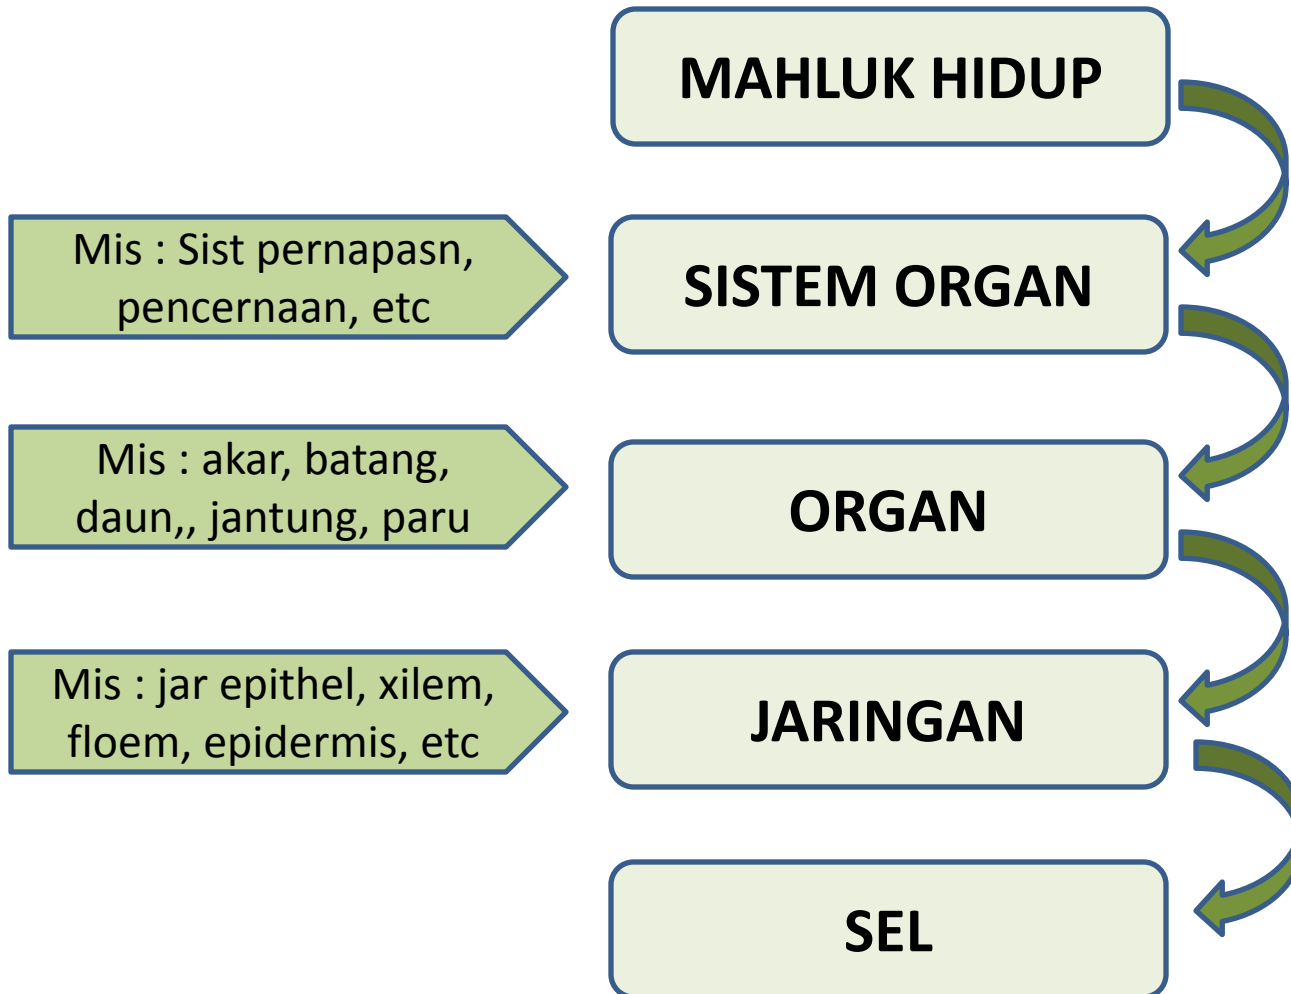 MAHLUK HIDUP
Mis : Sist pernapasn,
pencernaan, etc
SISTEM ORGAN
Mis : akar, batang,
daun,, jantung, paru
ORGAN
Mis : jar epithel, xilem,
floem, epidermis, etc
JARINGAN
SEL